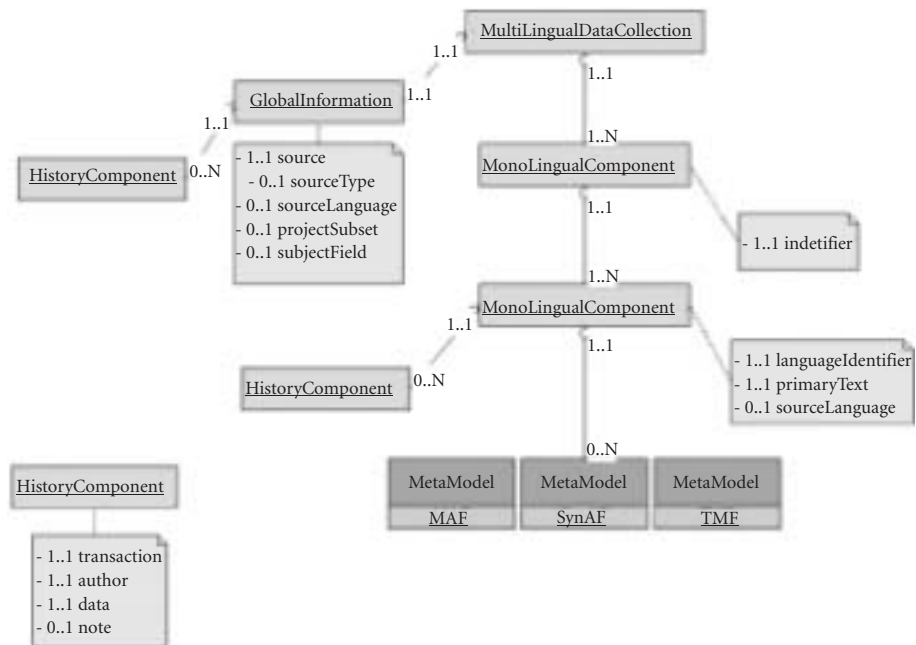 MultiLingualDataCollection
1..1
1..1
1..1
GlobalInformation
1..1
0..N
HistoryComponent
- 1..1 source
- 0..1 sourceType
- 0..1 sourceLanguage
- 0..1 projectSubset
- 0..1 subjectField
1..N
MonoLingualComponent
1..1
- 1..1 indetifier
1..N
MonoLingualComponent
1..1
1..1
0..N
HistoryComponent
- 1..1 languageIdentifier
- 1..1 primaryText
- 0..1 sourceLanguage
0..N
MetaModel
MAF
MetaModel
SynAF
MetaModel
TMF
HistoryComponent
- 1..1 transaction
- 1..1 author
- 1..1 data
- 0..1 note